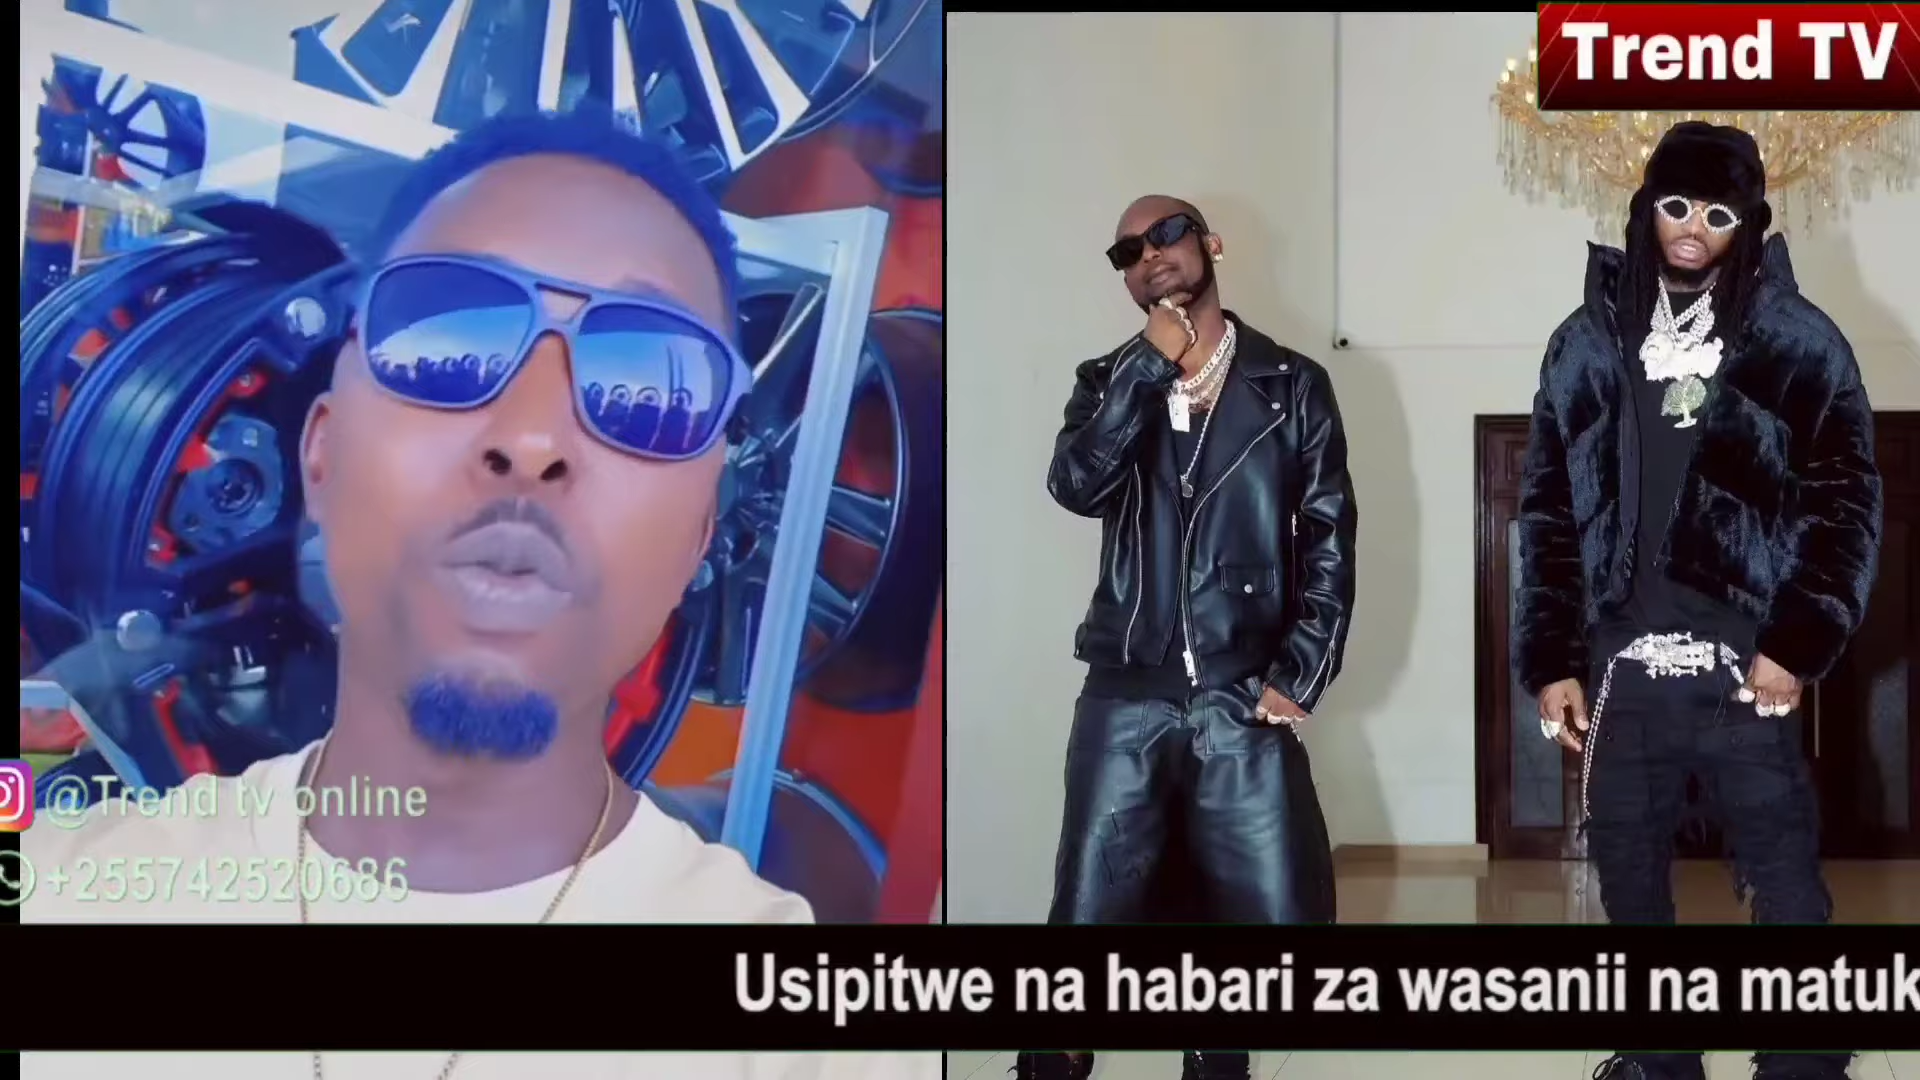 Trend TV
@Trend tv online
+255742520686
Usipitwe na habari za wasanii na matuk